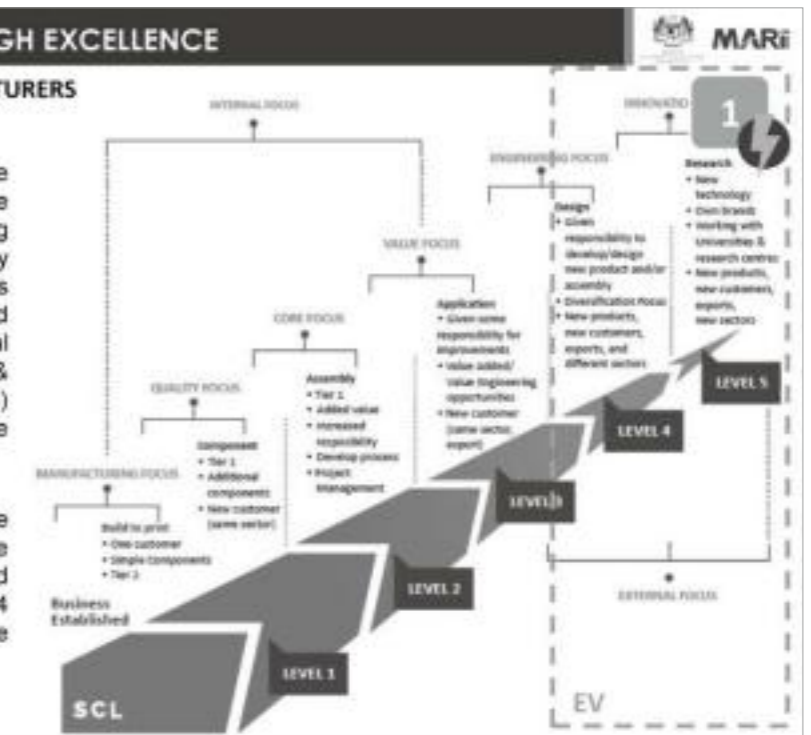 GH EXCELLENCE
MARii
TURERS
e
e
g
y
s
d
al
&
)
e
e
e
d
4
e
INTERNAL FOCUS
INNOVATIO
1
ENGINEERING FOCUS
VALUE FOCUS
CORE FOCUS
QUALITY FOCUS
MANUFACTURING FOCUS
Build to print
• One customer
• Simple Components
Component
• Tier 2
• Additional
components
• New customer
(same sector)
Assembly
• Tier 1
• Added value
• Increased
responsibility
• Develop process
• Project
Management
Application
• Given some
responsibility for
improvements
• Value added/
Value Engineering
opportunities
• New customer
(same sector,
export)
Design
• Given
responsibility to
develop/design
new product and/or
assembly
• Diversification Focus
• New products,
new customers,
exports, and
different sectors
Research
• New
technology
• Own brands
• Working with
Universities &
research centres
• New products,
new customers,
exports,
new sectors
Business
Established
SCL
LEVEL 1
LEVEL 2
LEVEL 3
LEVEL 4
LEVEL 5
EXTERNAL FOCUS
EV